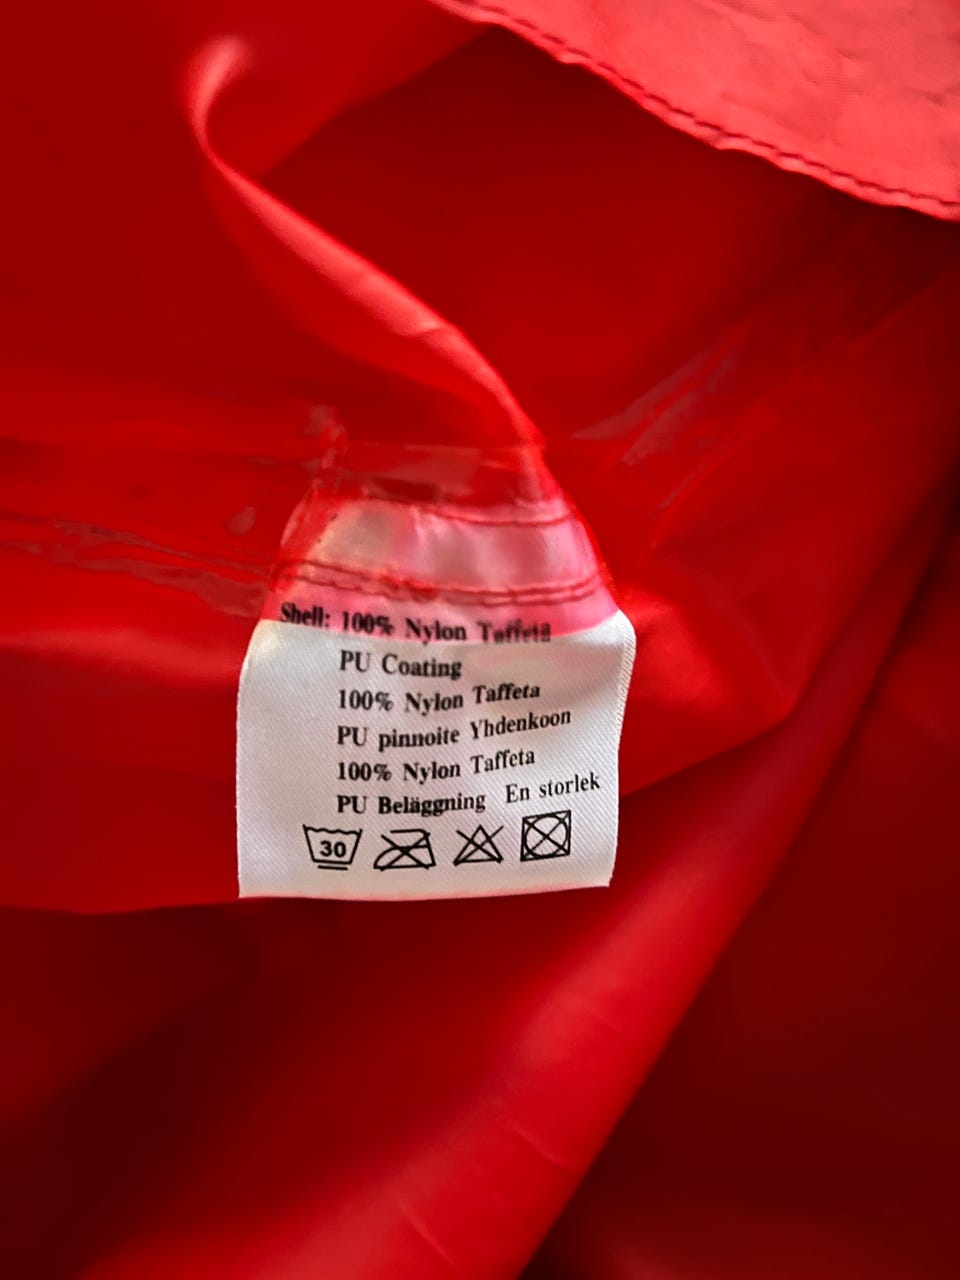 Shell: 100% Nylon Taffeta
PU Coating
100% Nylon Taffeta
PU pinnoite Yhdenkoon
100% Nylon Taffeta
PU Beläggning En storlek
30